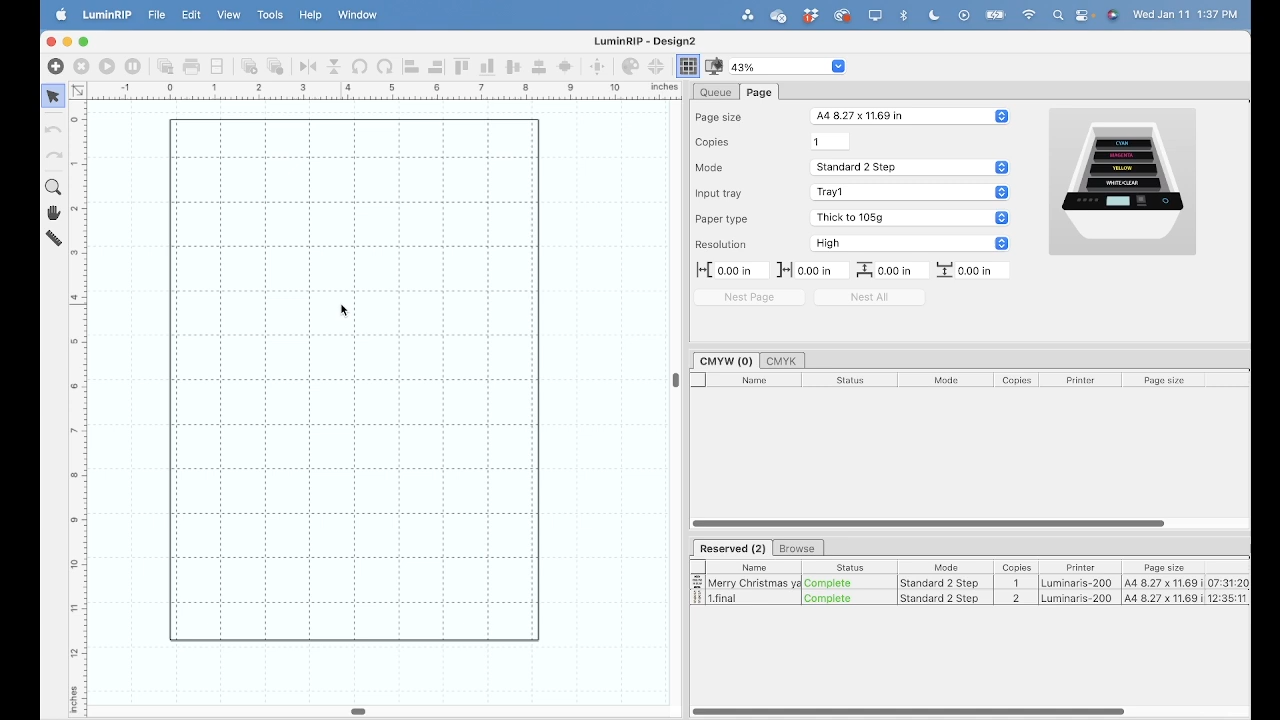 LuminRIP File Edit View Tools Help Window Wed Jan 11 1:37 PM
LuminRIP - Design2
43%
-1 0 1 2 3 4 5 6 7 8 9 10 inches
0 1 2 3 4 5 6 7 8 9 10 11 12 inches
Queue Page
Page size A4 8.27 x 11.69 in
Copies 1
Mode Standard 2 Step
Input tray Tray1
Paper type Thick to 105g
Resolution High
0.00 in 0.00 in 0.00 in 0.00 in
Nest Page Nest All
CYAN
MAGENTA
YELLOW
WHITE/CLEAR
CMYW (0) CMYK
Name Status Mode Copies Printer Page size
Reserved (2) Browse
Name Status Mode Copies Printer Page size
Merry Christmas ya Complete Standard 2 Step 1 Luminaris-200 A4 8.27 x 11.69 i 07:31:20
1.final Complete Standard 2 Step 2 Luminaris-200 A4 8.27 x 11.69 i 12:35:11